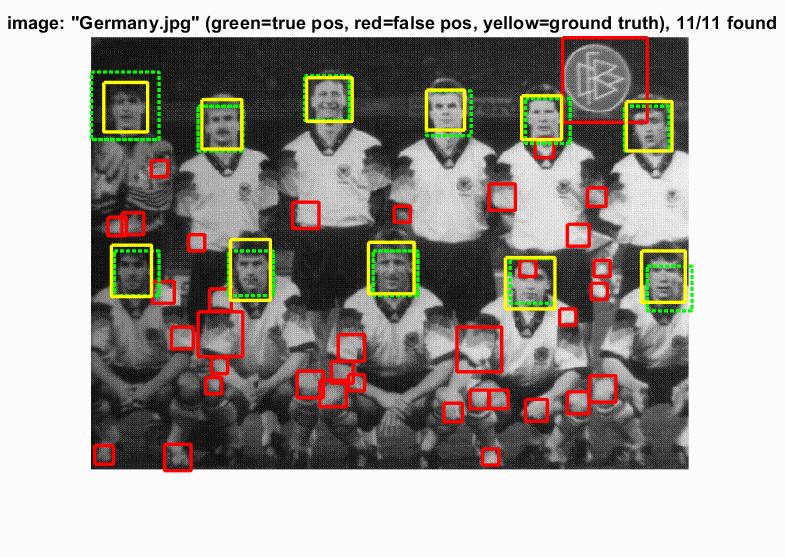 image: "Germany.jpg" (green=true pos, red=false pos, yellow=ground truth), 11/11 found